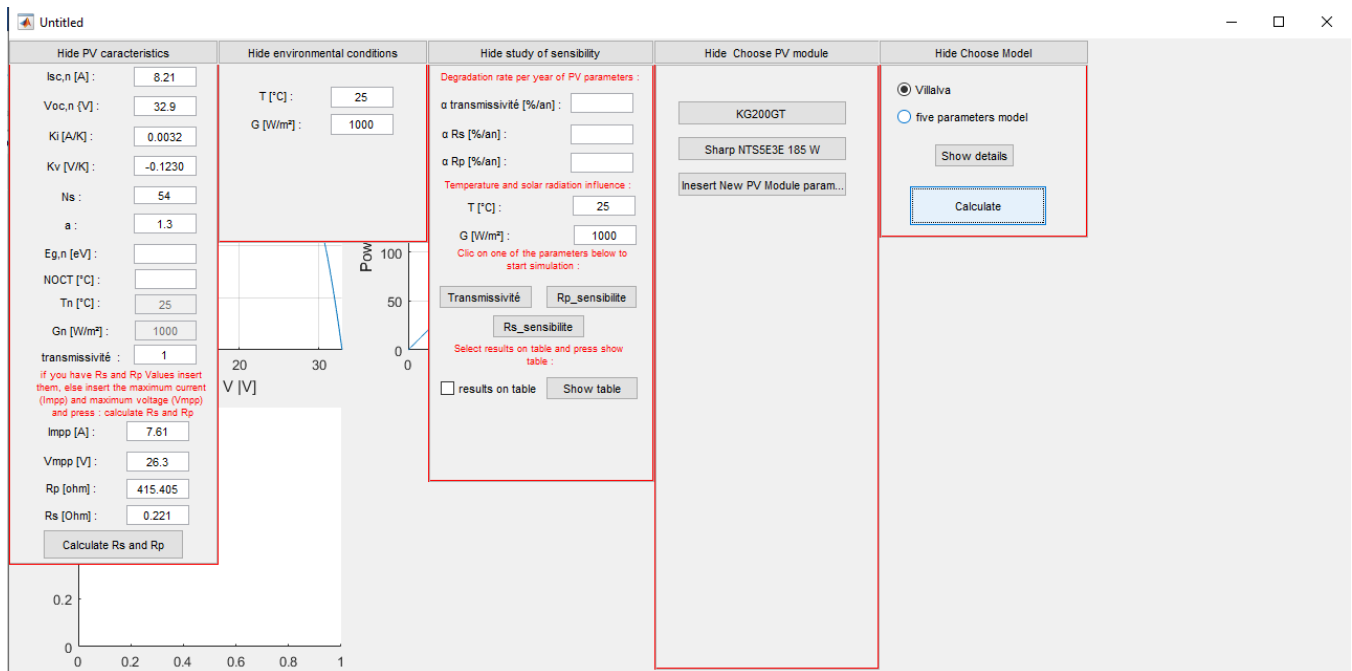 Untitled
Hide PV caracteristics
Hide environmental conditions
Hide study of sensibility
Hide Choose PV module
Hide Choose Model
Isc,n [A] :
8.21
Voc,n {V] :
32.9
Ki [A/K] :
0.0032
Kv [V/K] :
-0.1230
Ns :
54
a :
1.3
Eg,n [eV] :
NOCT [°C] :
Tn [°C] :
25
Gn [W/m²] :
1000
transmissivité :
1
if you have Rs and Rp Values insert
them, else insert the maximum current
(Impp) and maximum voltage (Vmpp)
and press : calculate Rs and Rp
Impp [A] :
7.61
Vmpp [V] :
26.3
Rp [ohm] :
415.405
Rs [Ohm] :
0.221
Calculate Rs and Rp
T [°C] :
25
G [W/m²] :
1000
Degradation rate per year of PV parameters :
α transmissivité [%/an] :
α Rs [%/an] :
α Rp [%/an] :
Temperature and solar radiation influence :
T [°C] :
25
G [W/m²] :
1000
Clic on one of the parameters below to
start simulation :
Transmissivité
Rp_sensibilite
Rs_sensibilite
Select results on table and press show
table :
results on table
Show table
KG200GT
Sharp NTS5E3E 185 W
Inesert New PV Module param...
Villalva
five parameters model
Show details
Calculate
20
30
V |V]
Pow
100
50
0
0
0.2
0
0
0.2
0.4
0.6
0.8
1